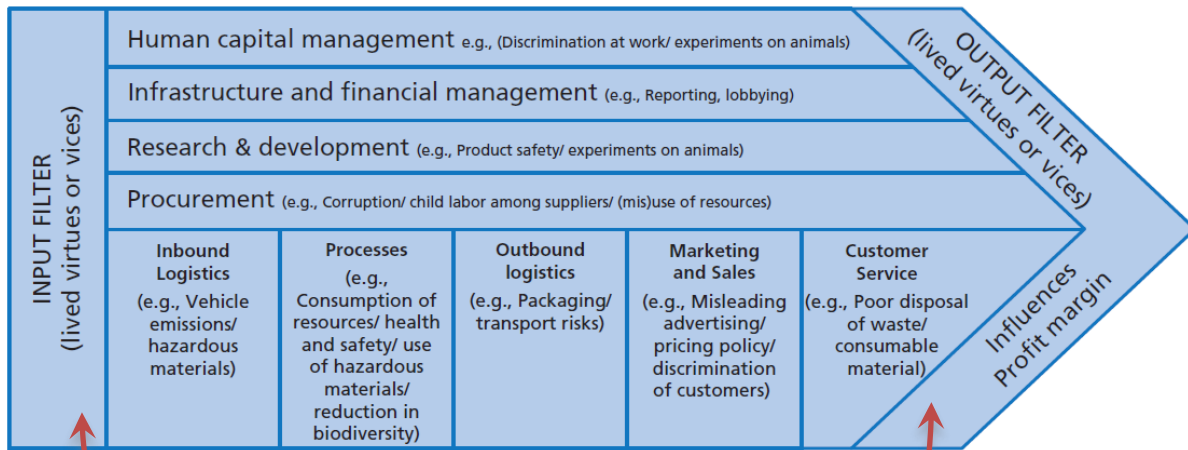 INPUT FILTER
(lived virtues or vices)
Human capital management e.g., (Discrimination at work/ experiments on animals)
Infrastructure and financial management (e.g., Reporting, lobbying)
Research & development (e.g., Product safety/ experiments on animals)
Procurement (e.g., Corruption/ child labor among suppliers/ (mis)use of resources)
Inbound
Logistics
(e.g., Vehicle
emissions/
hazardous
materials)
Processes
(e.g.,
Consumption of
resources/ health
and safety/ use
of hazardous
materials/
reduction in
biodiversity)
Outbound
logistics
(e.g., Packaging/
transport risks)
Marketing
and Sales
(e.g., Misleading
advertising/
pricing policy/
discrimination
of customers)
Customer
Service
(e.g., Poor disposal
of waste/
consumable
material)
OUTPUT FILTER
(lived virtues or vices)
Influences
Profit margin